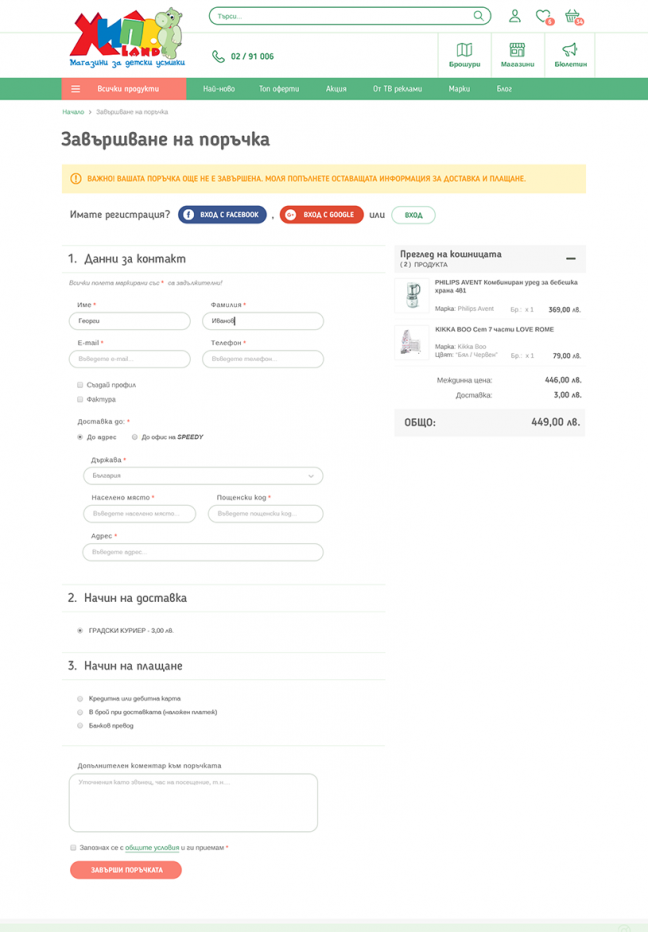 Търси...
ХИПО
LAND
Магазини за детски усмивки
6
34
02 / 91 006
Брошури
Магазини
Бюлетин
Всички продукти
Най-ново
Топ оферти
Акция
От ТВ реклами
Марки
Блог
Начало › Завършване на поръчка
Завършване на поръчка
ВАЖНО! ВАШАТА ПОРЪЧКА ОЩЕ НЕ Е ЗАВЪРШЕНА. МОЛЯ ПОПЪЛНЕТЕ ОСТАВАЩАТА ИНФОРМАЦИЯ ЗА ДОСТАВКА И ПЛАЩАНЕ.
Имате регистрация? ВХОД С FACEBOOK , ВХОД С GOOGLE или ВХОД
1. Данни за контакт
Всички полета маркирани със * са задължителни!
Име *
Фамилия *
Георги
Иванов
E-mail *
Телефон *
Въведете e-mail...
Въведете телефон...
Създай профил
Фактура
Доставка до: *
До адрес
До офис на SPEEDY
Държава *
България
Населено място *
Пощенски код *
Въведете населено място...
Въведете пощенски код...
Адрес *
Въведете адрес...
2. Начин на доставка
ГРАДСКИ КУРИЕР - 3,00 лв.
3. Начин на плащане
Кредитна или дебитна карта
В брой при доставката (наложен платеж)
Банков превод
Допълнителен коментар към поръчката
Уточнения като звънец, час на посещение, т.н...
Запознах се с общите условия и ги приемам *
ЗАВЪРШИ ПОРЪЧКАТА
Преглед на кошницата
( 2 ) ПРОДУКТА
PHILIPS AVENT Комбиниран уред за бебешка
храна 4в1
Марка: Philips Avent
Бр.: x 1
369,00 лв.
KIKKA BOO Сет 7 части LOVE ROME
Марка: Kikka Boo
Цвят: "Бял / Червен"
Бр.: x 1
79,00 лв.
Междинна цена: 446,00 лв.
Доставка: 3,00 лв.
ОБЩО: 449,00 лв.